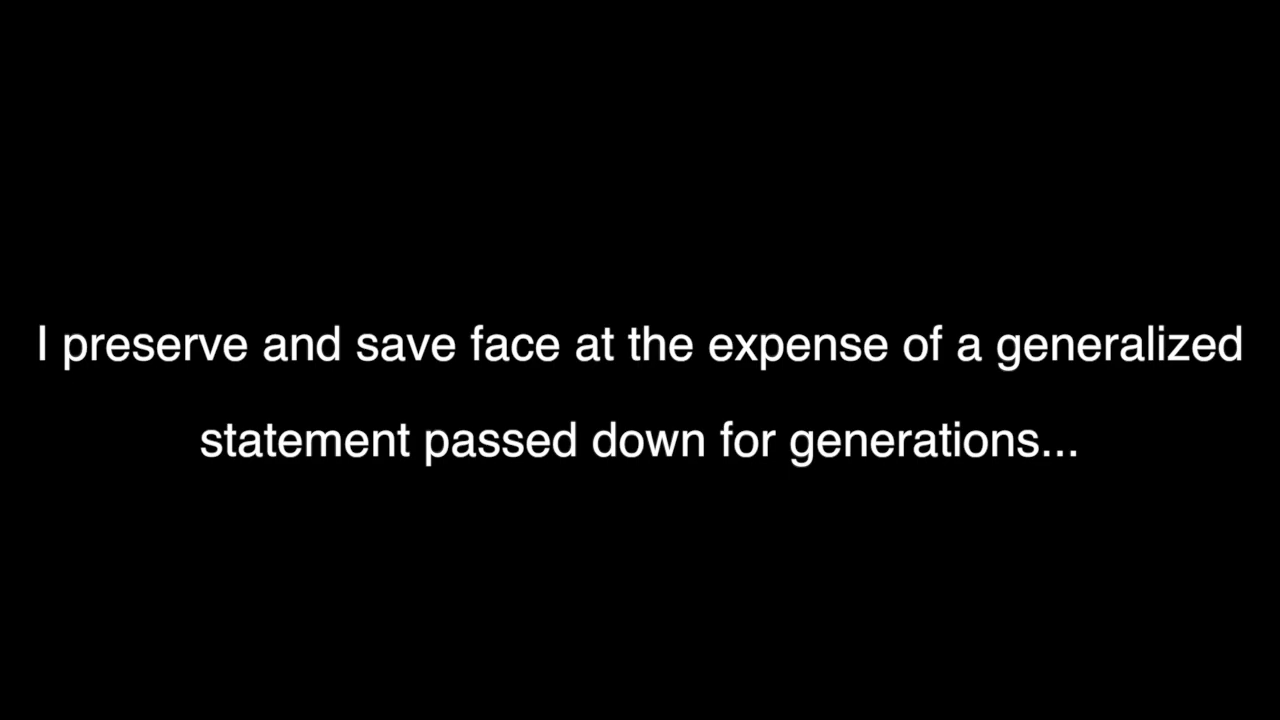 I preserve and save face at the expense of a generalized
statement passed down for generations...